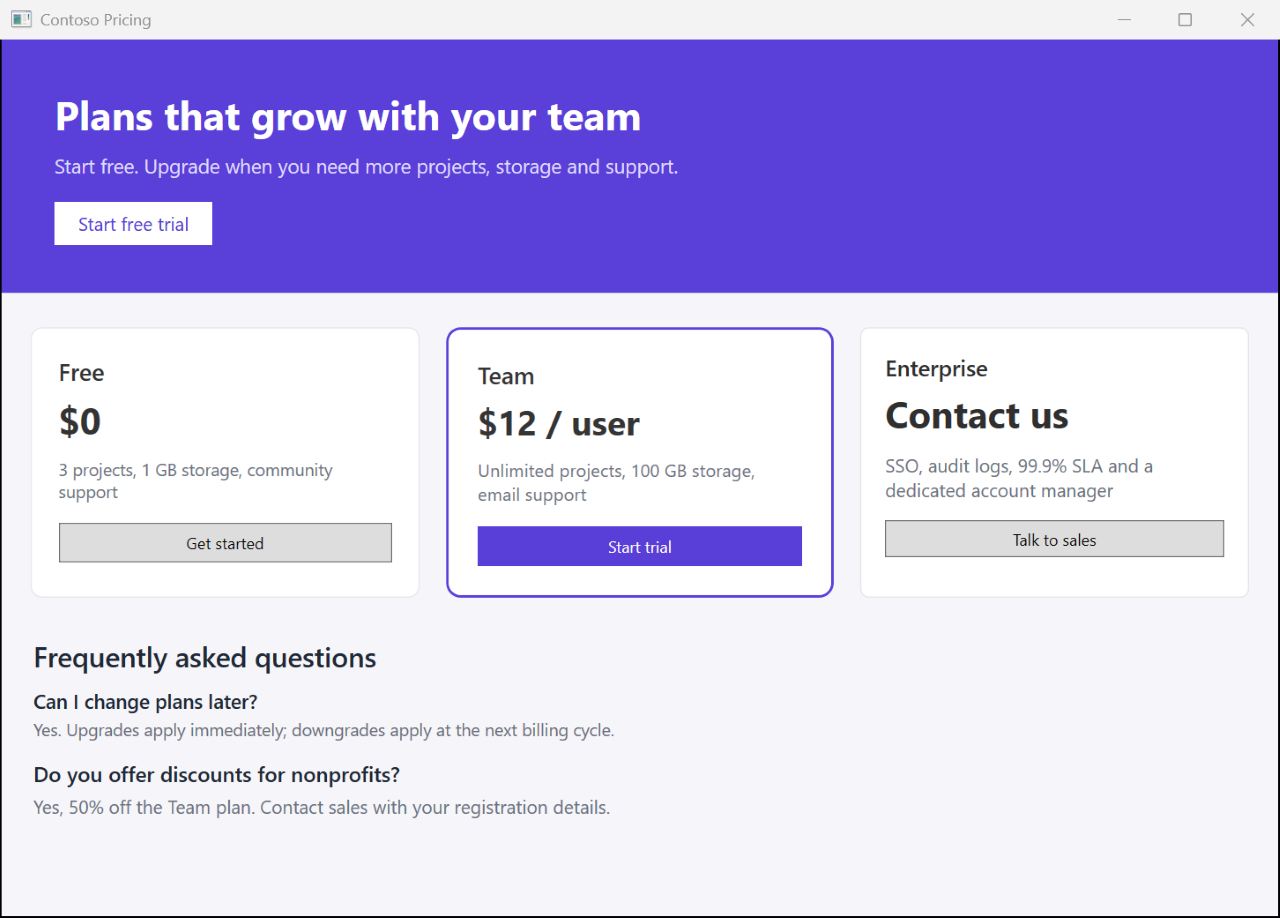 Contoso Pricing
Plans that grow with your team
Start free. Upgrade when you need more projects, storage and support.
Start free trial
Free
$0
3 projects, 1 GB storage, community
support
Get started
Team
$12 / user
Unlimited projects, 100 GB storage,
email support
Start trial
Enterprise
Contact us
SSO, audit logs, 99.9% SLA and a
dedicated account manager
Talk to sales
Frequently asked questions
Can I change plans later?
Yes. Upgrades apply immediately; downgrades apply at the next billing cycle.
Do you offer discounts for nonprofits?
Yes, 50% off the Team plan. Contact sales with your registration details.